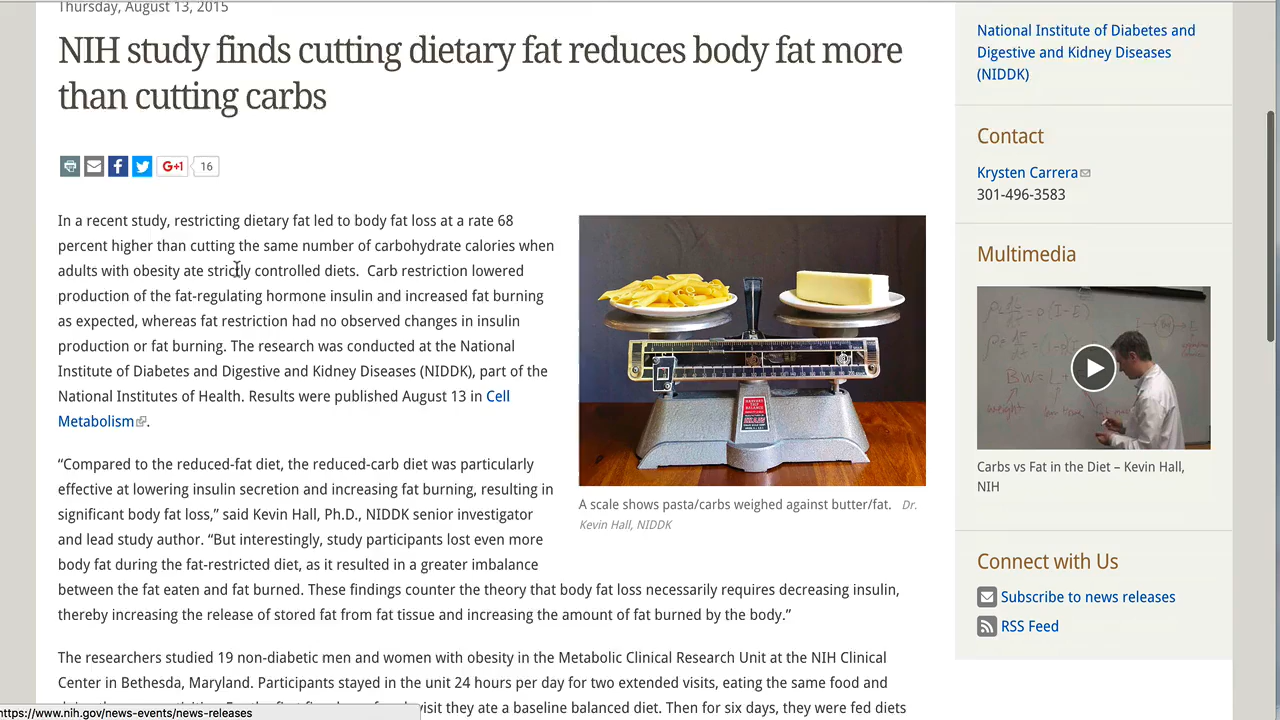 Thursday, August 13, 2015
NIH study finds cutting dietary fat reduces body fat more
than cutting carbs
G+1 16
In a recent study, restricting dietary fat led to body fat loss at a rate 68
percent higher than cutting the same number of carbohydrate calories when
adults with obesity ate strictly controlled diets.  Carb restriction lowered
production of the fat-regulating hormone insulin and increased fat burning
as expected, whereas fat restriction had no observed changes in insulin
production or fat burning. The research was conducted at the National
Institute of Diabetes and Digestive and Kidney Diseases (NIDDK), part of the
National Institutes of Health. Results were published August 13 in Cell
Metabolism.
“Compared to the reduced-fat diet, the reduced-carb diet was particularly
effective at lowering insulin secretion and increasing fat burning, resulting in
significant body fat loss,” said Kevin Hall, Ph.D., NIDDK senior investigator
and lead study author. “But interestingly, study participants lost even more
body fat during the fat-restricted diet, as it resulted in a greater imbalance
between the fat eaten and fat burned. These findings counter the theory that body fat loss necessarily requires decreasing insulin,
thereby increasing the release of stored fat from fat tissue and increasing the amount of fat burned by the body.”
The researchers studied 19 non-diabetic men and women with obesity in the Metabolic Clinical Research Unit at the NIH Clinical
Center in Bethesda, Maryland. Participants stayed in the unit 24 hours per day for two extended visits, eating the same food and
visit they ate a baseline balanced diet. Then for six days, they were fed diets
A scale shows pasta/carbs weighed against butter/fat. Dr.
Kevin Hall, NIDDK
National Institute of Diabetes and
Digestive and Kidney Diseases
(NIDDK)
Contact
Krysten Carrera
301-496-3583
Multimedia
BW=
Carbs vs Fat in the Diet – Kevin Hall,
NIH
Connect with Us
Subscribe to news releases
RSS Feed
https://www.nih.gov/news-events/news-releases